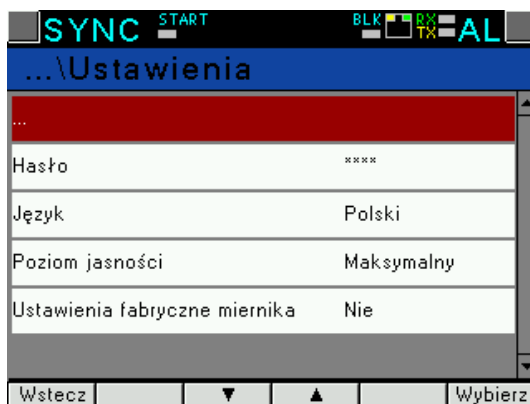 SYNC START BLK RX TX AL
...\Ustawienia
...
Hasło ****
Język Polski
Poziom jasności Maksymalny
Ustawienia fabryczne miernika Nie
Wstecz ▼ ▲ Wybierz